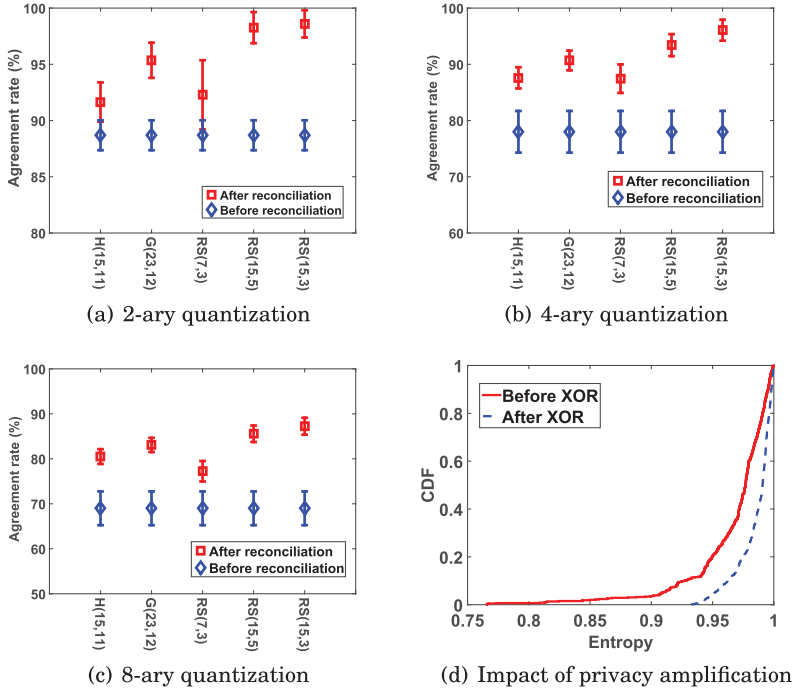 100
95
90
85
80
Agreement rate (%)
After reconciliation
Before reconciliation
H(15,11)
G(23,12)
RS(7,3)
RS(15,5)
RS(15,3)
(a) 2-ary quantization
100
90
80
70
60
Agreement rate (%)
After reconciliation
Before reconciliation
H(15,11)
G(23,12)
RS(7,3)
RS(15,5)
RS(15,3)
(b) 4-ary quantization
100
90
80
70
60
50
Agreement rate (%)
After reconciliation
Before reconciliation
H(15,11)
G(23,12)
RS(7,3)
RS(15,5)
RS(15,3)
(c) 8-ary quantization
1
0.8
0.6
0.4
0.2
0
CDF
Before XOR
After XOR
0.75
0.8
0.85
0.9
0.95
1
Entropy
(d) Impact of privacy amplification